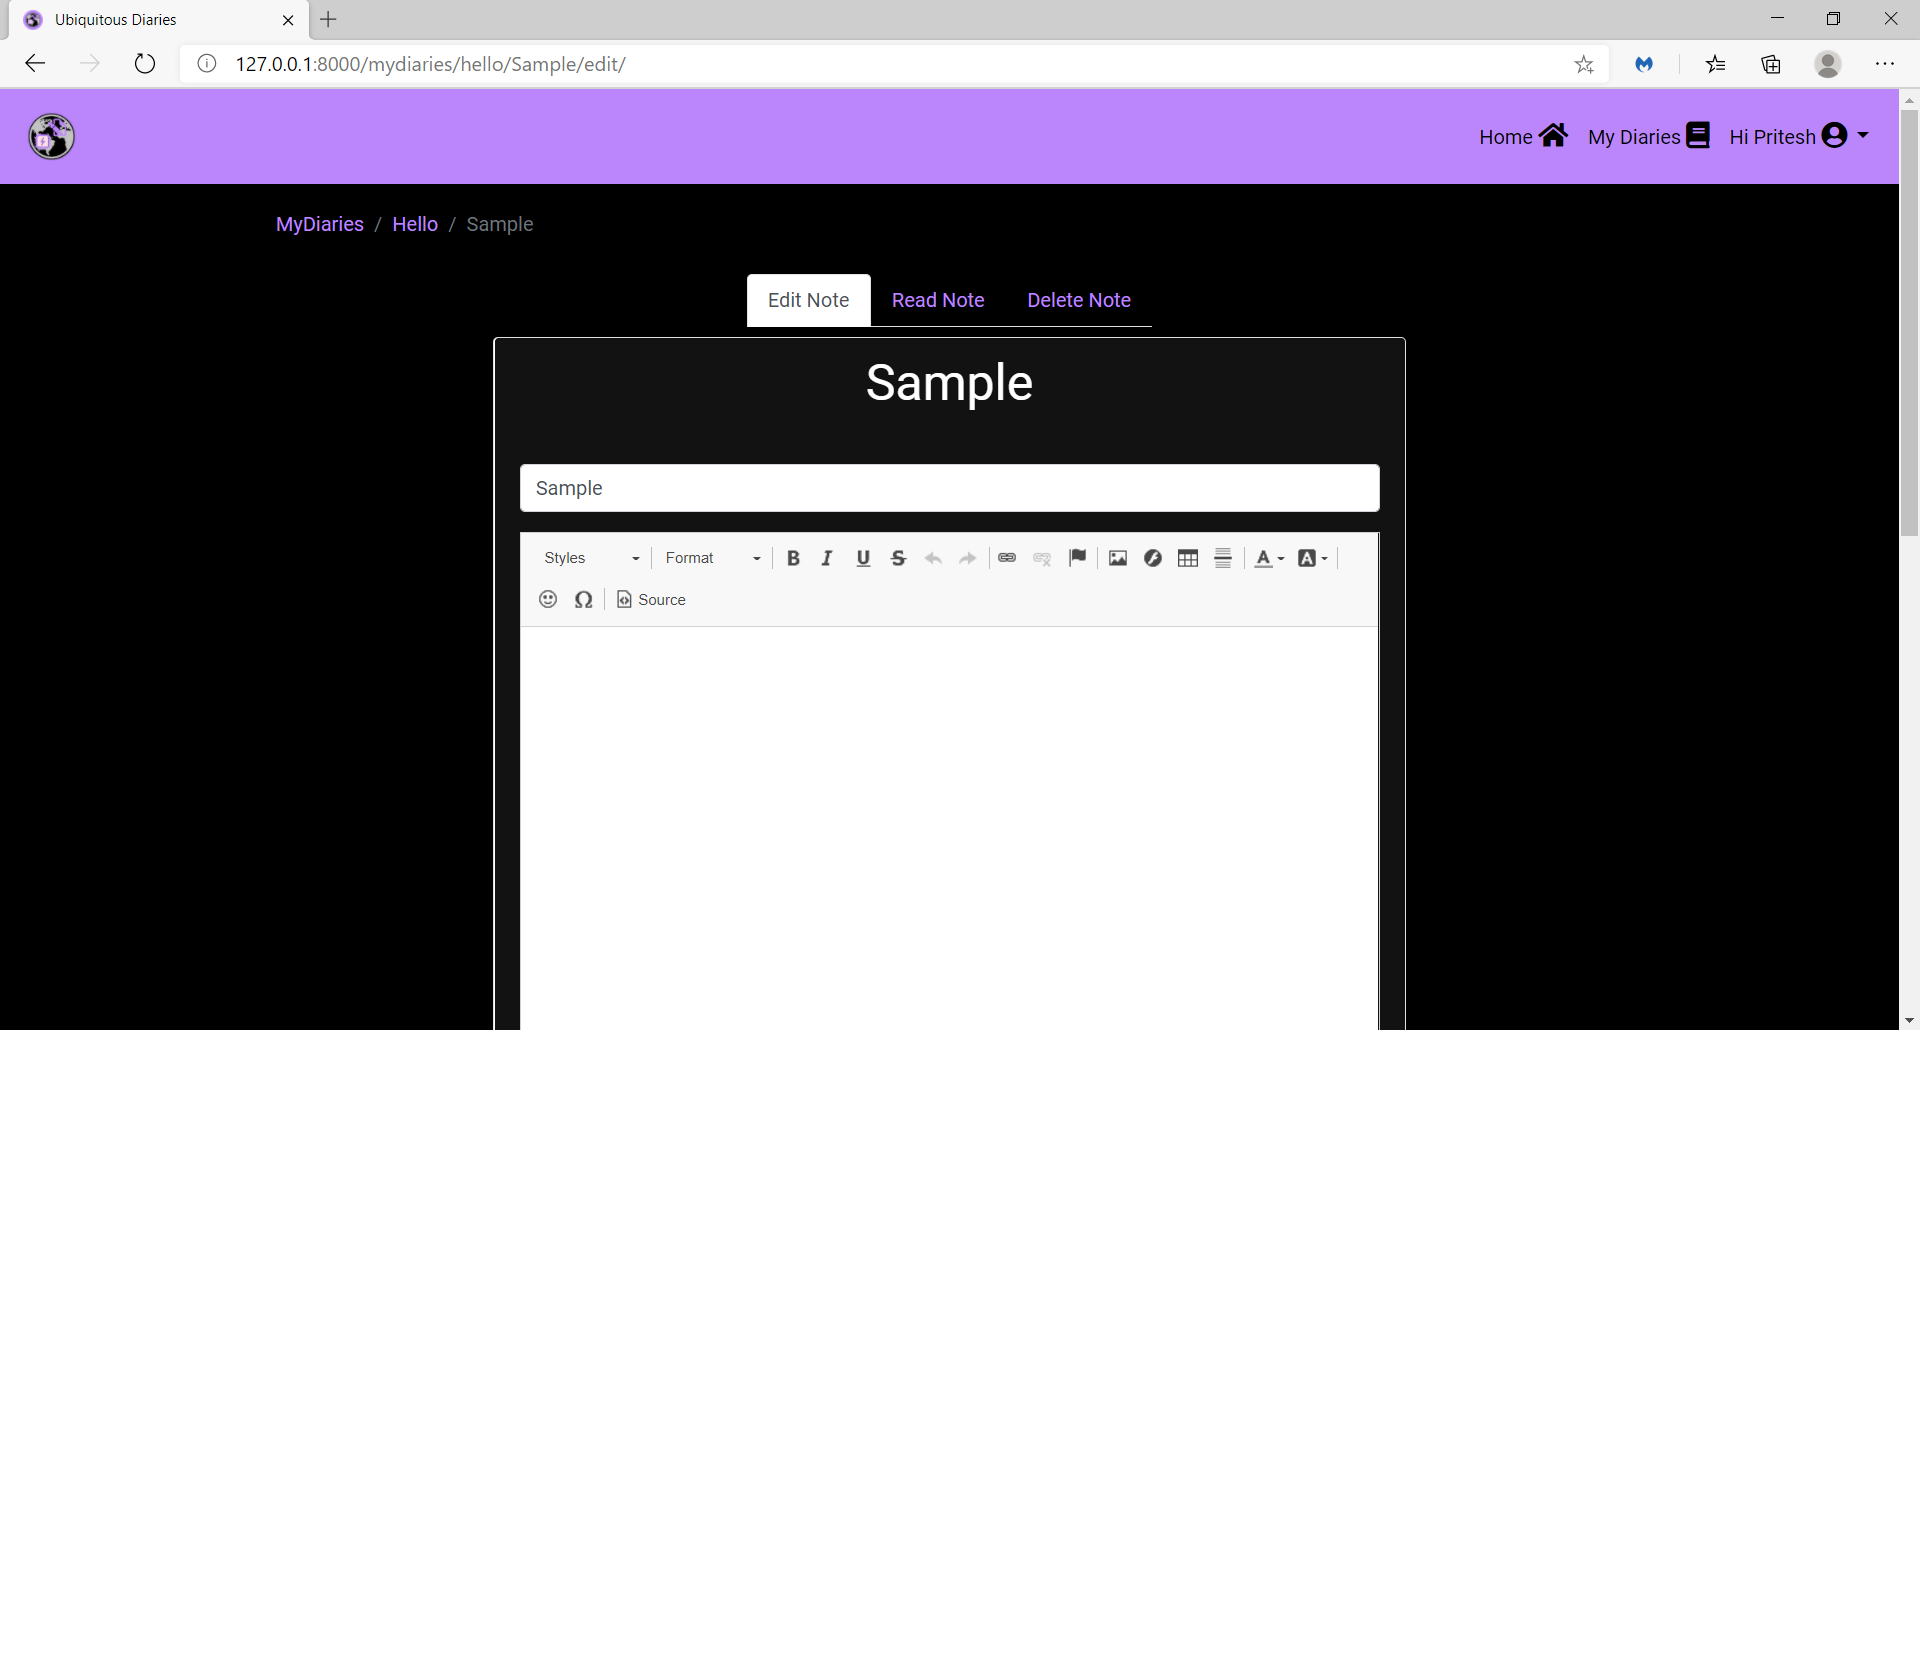 Ubiquitous Diaries
127.0.0.1:8000/mydiaries/hello/Sample/edit/
Home My Diaries Hi Pritesh
MyDiaries / Hello / Sample
Edit Note Read Note Delete Note
Sample
Sample
Styles Format B I U S A A
Ω Source